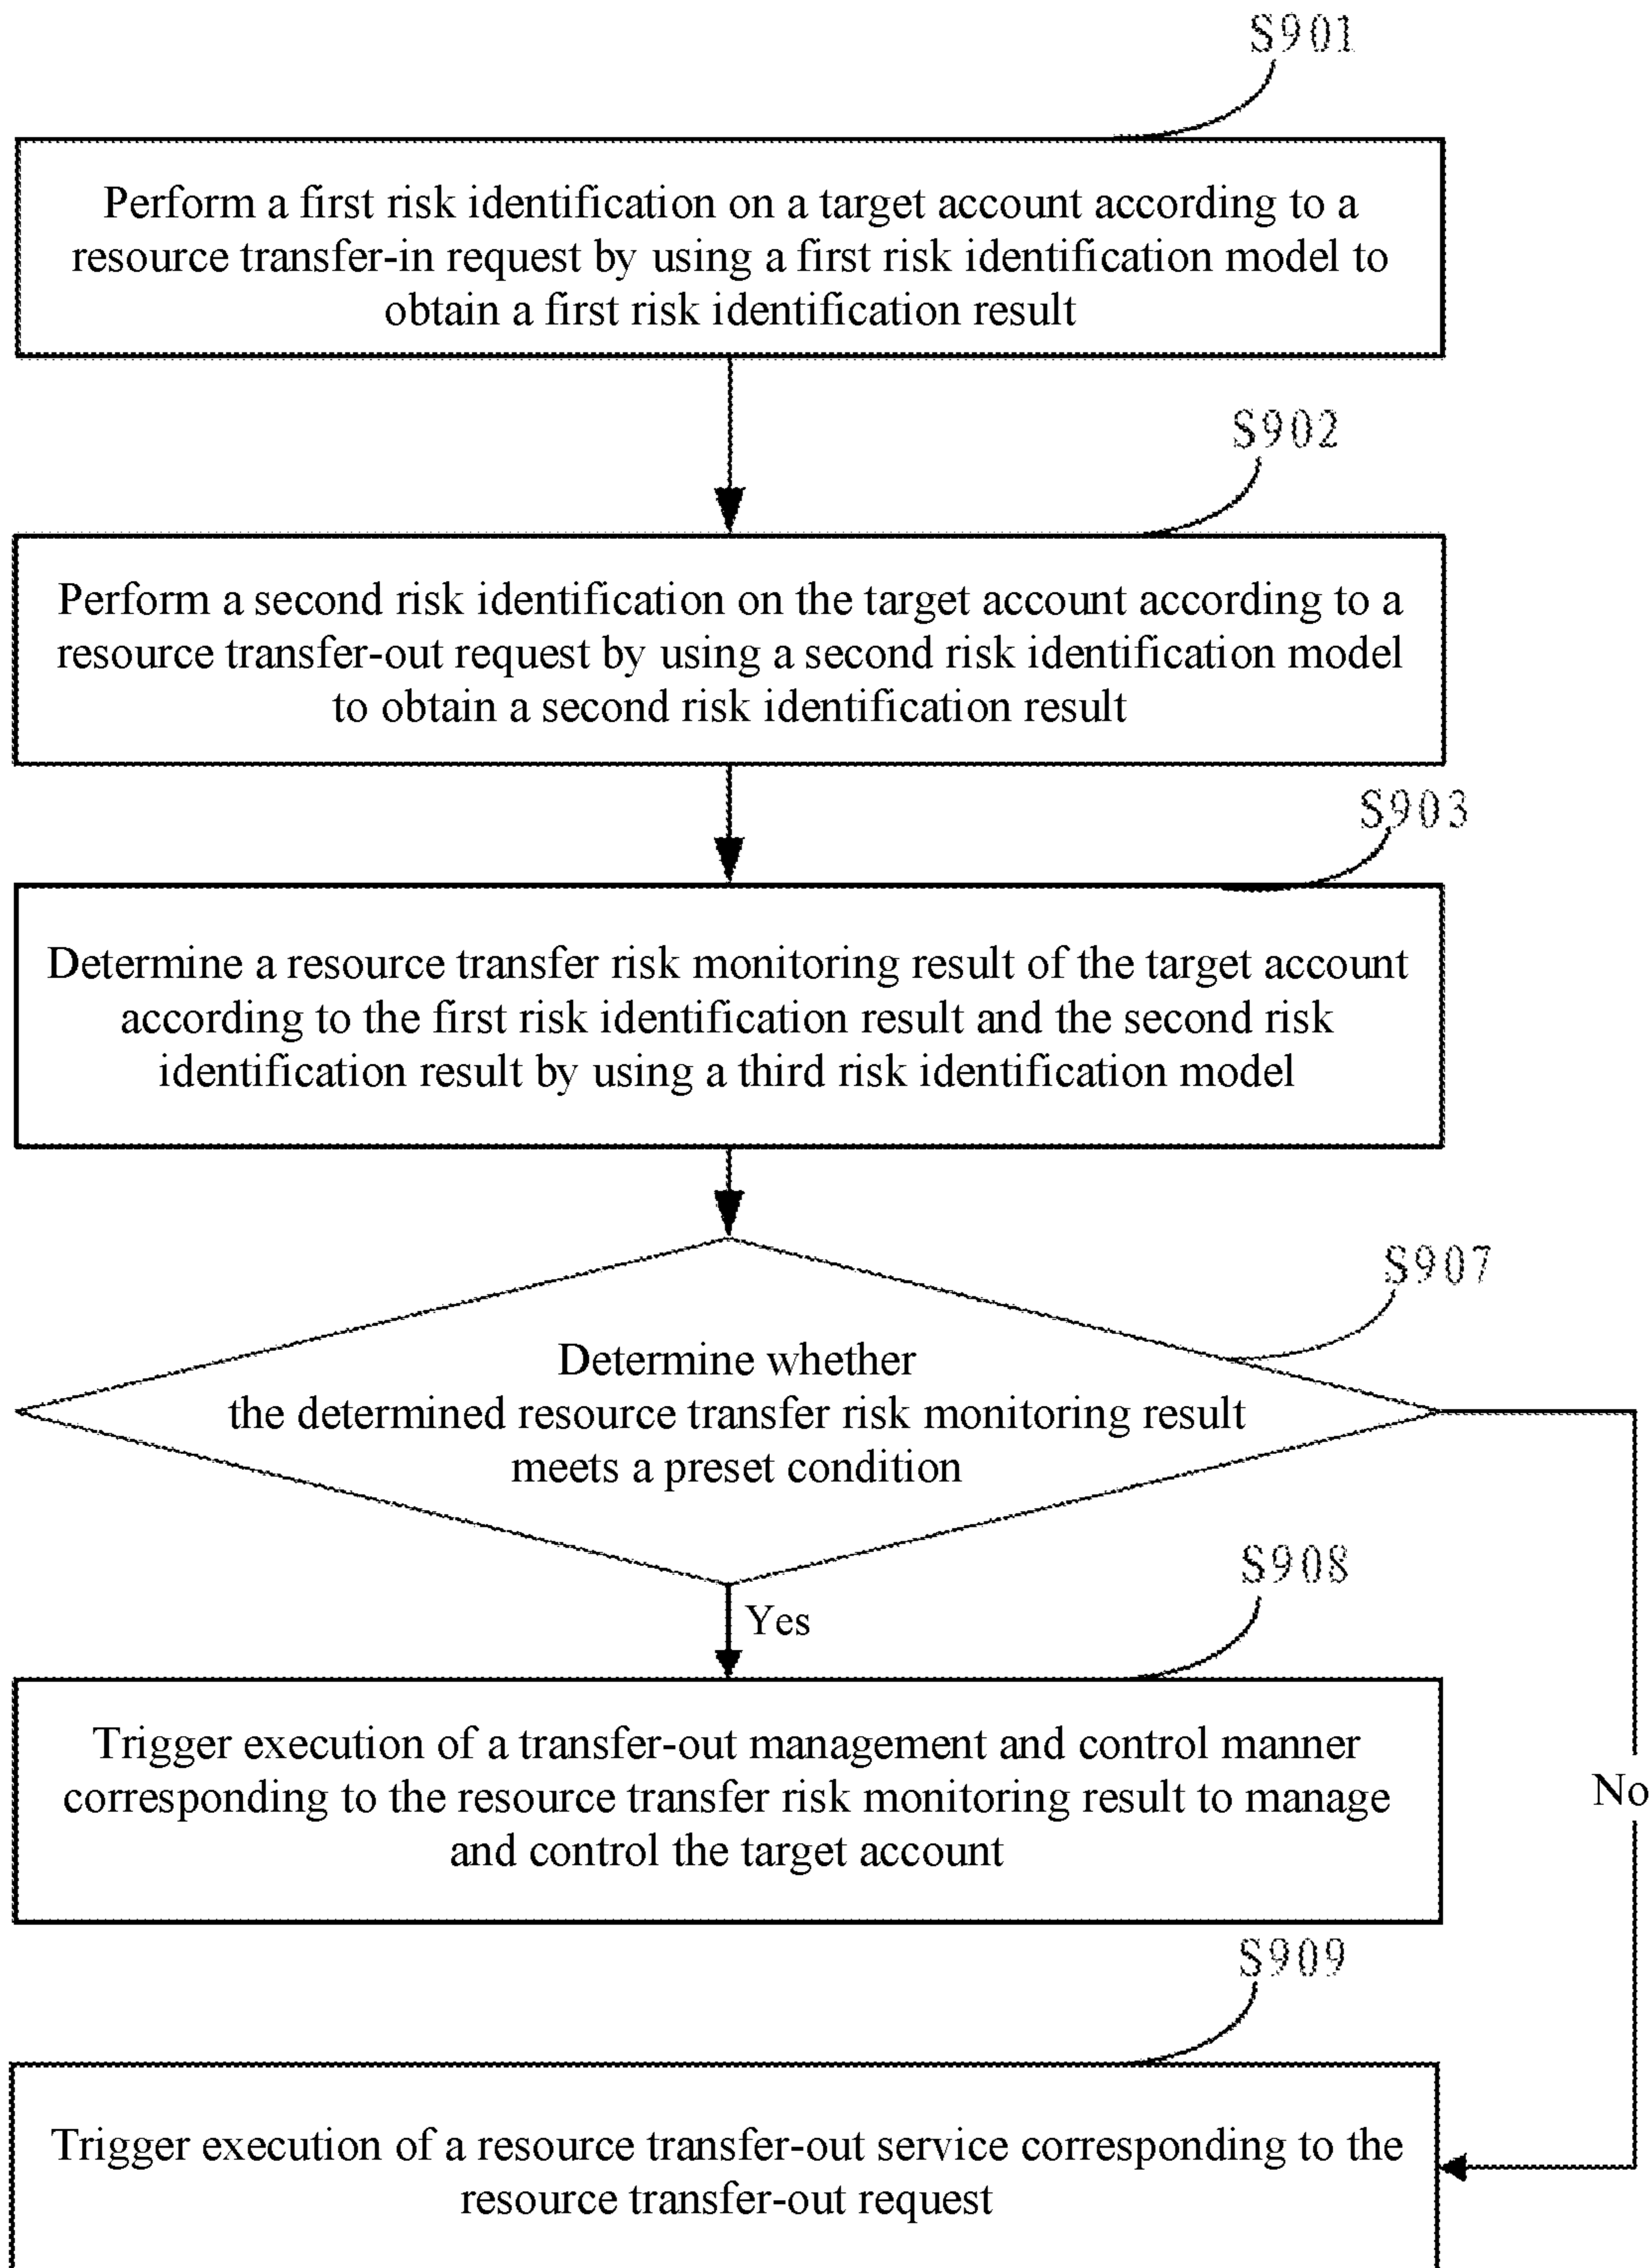 S901
Perform a first risk identification on a target account according to a
resource transfer-in request by using a first risk identification model to
obtain a first risk identification result
S902
Perform a second risk identification on the target account according to a
resource transfer-out request by using a second risk identification model
to obtain a second risk identification result
S903
Determine a resource transfer risk monitoring result of the target account
according to the first risk identification result and the second risk
identification result by using a third risk identification model
S907
Determine whether
the determined resource transfer risk monitoring result
meets a preset condition
S908
Yes
Trigger execution of a transfer-out management and control manner
corresponding to the resource transfer risk monitoring result to manage
and control the target account
No
S909
Trigger execution of a resource transfer-out service corresponding to the
resource transfer-out request